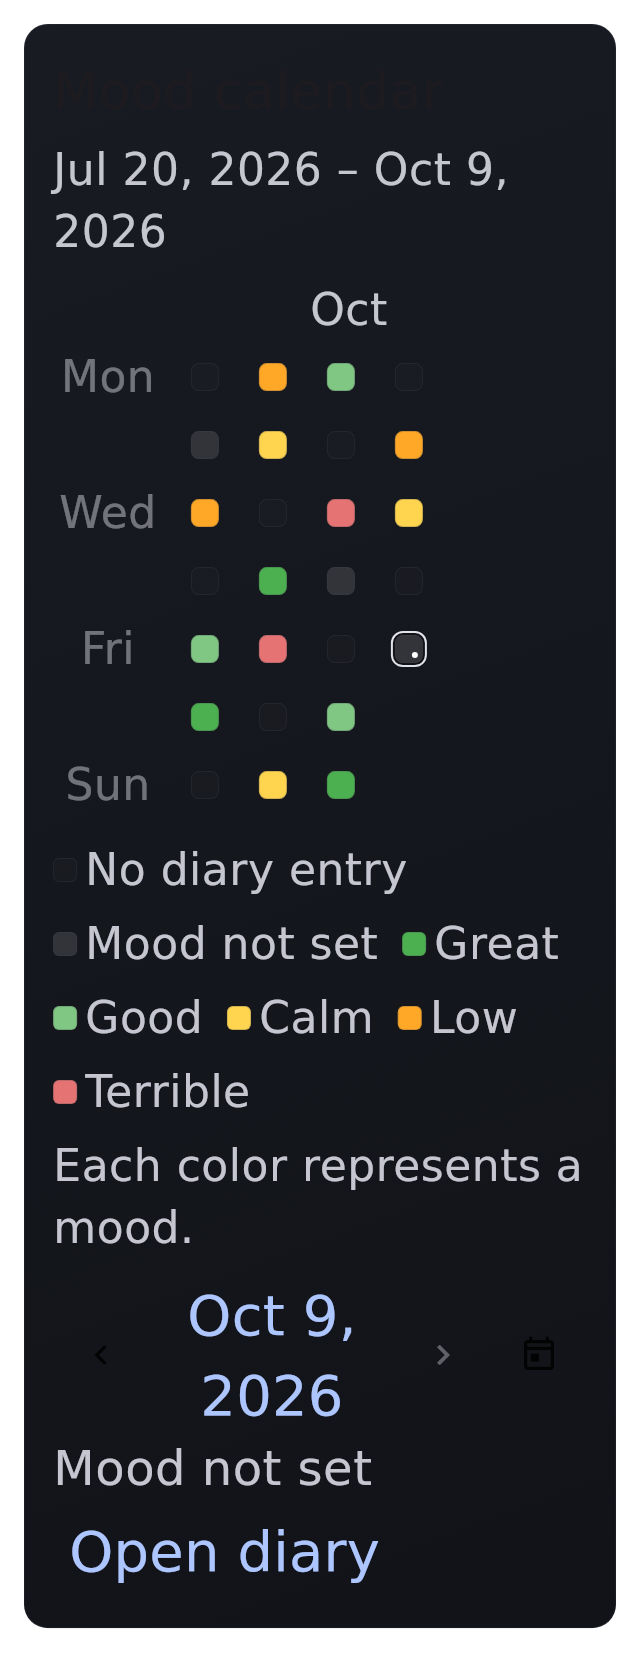 Mood calendar
Jul 20, 2026 – Oct 9,
2026
Oct
Mon
Wed
Fri
Sun
No diary entry
Mood not set Great
Good Calm Low
Terrible
Each color represents a
mood.
Oct 9,
2026
Mood not set
Open diary